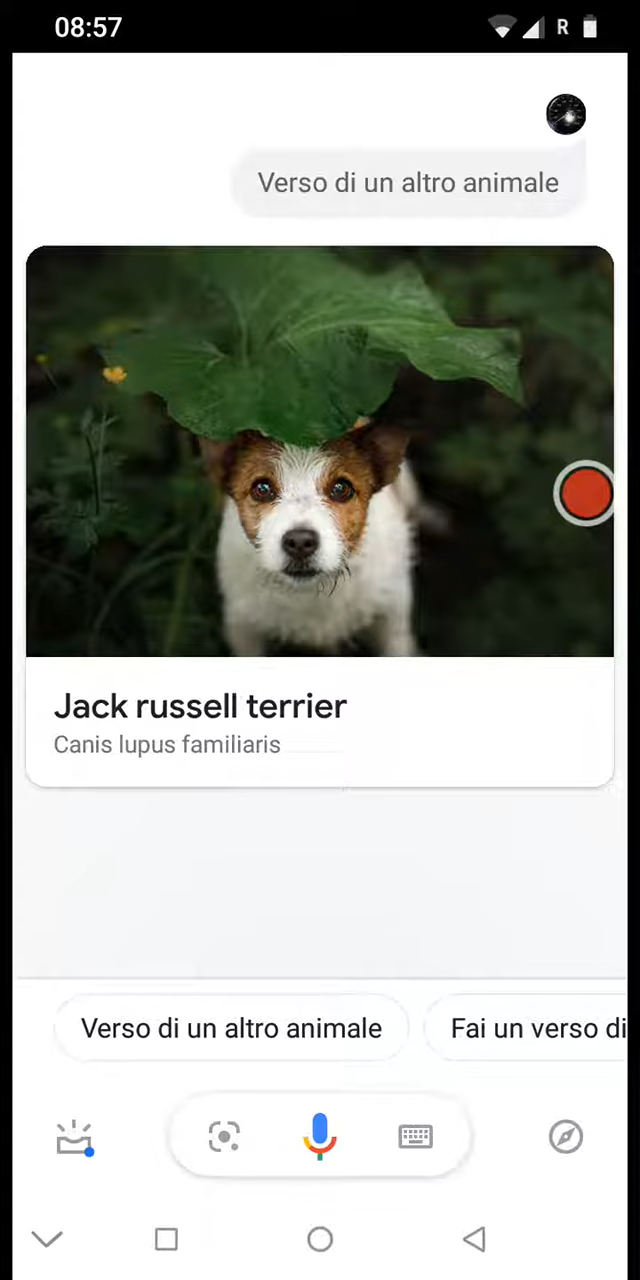 08:57
R
Verso di un altro animale
Jack russell terrier
Canis lupus familiaris
Verso di un altro animale
Fai un verso di